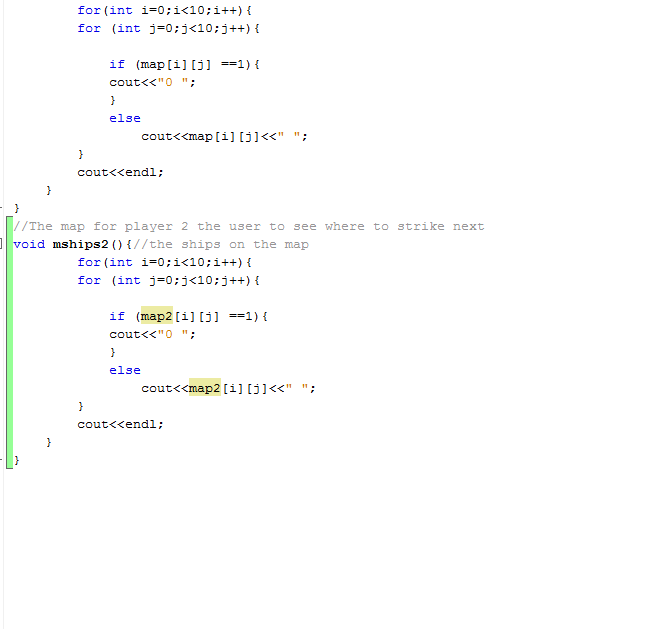 for(int i=0;i<10;i++){
for (int j=0;j<10;j++){
if (map[i][j] ==1){
cout<<"0 ";
}
else
cout<<map[i][j]<<" ";
}
cout<<endl;
}
}
//The map for player 2 the user to see where to strike next
void mships2(){//the ships on the map
for(int i=0;i<10;i++){
for (int j=0;j<10;j++){
if (map2[i][j] ==1){
cout<<"0 ";
}
else
cout<<map2[i][j]<<" ";
}
cout<<endl;
}
}